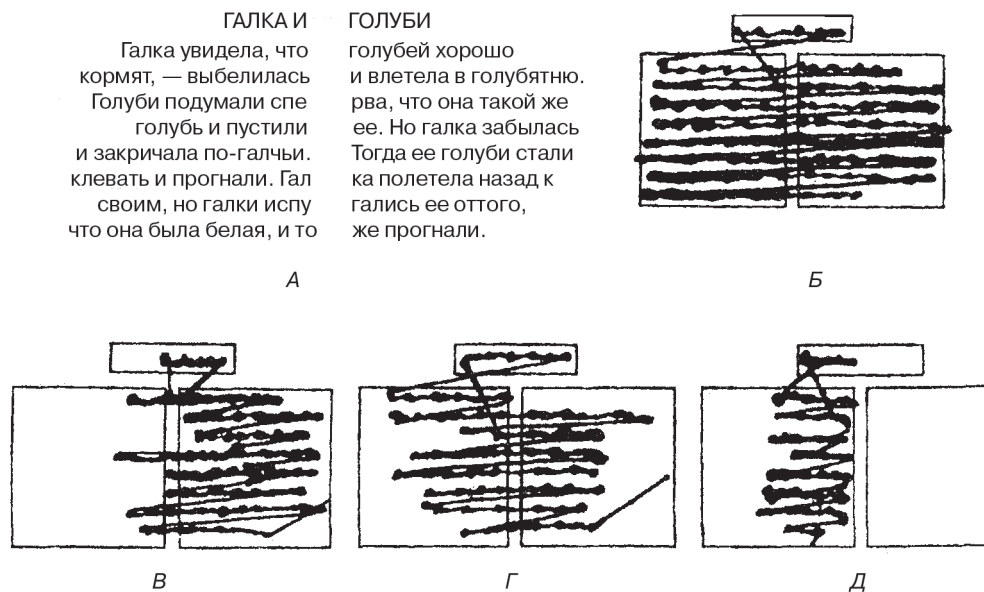 ГАЛКА И ГОЛУБИ
Галка увидела, что голубей хорошо
кормят, — выбелилась и влетела в голубятню.
Голуби подумали спе рва, что она такой же
голубь и пустили ее. Но галка забылась
и закричала по-галчьи. Тогда ее голуби стали
клевать и прогнали. Гал ка полетела назад к
своим, но галки испу гались ее оттого,
что она была белая, и то же прогнали.
А
Б
В
Г
Д